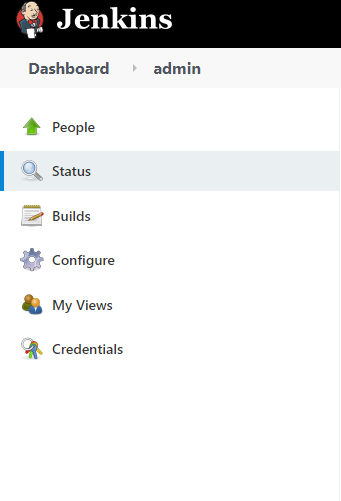 Jenkins
Dashboard admin
People
Status
Builds
Configure
My Views
Credentials